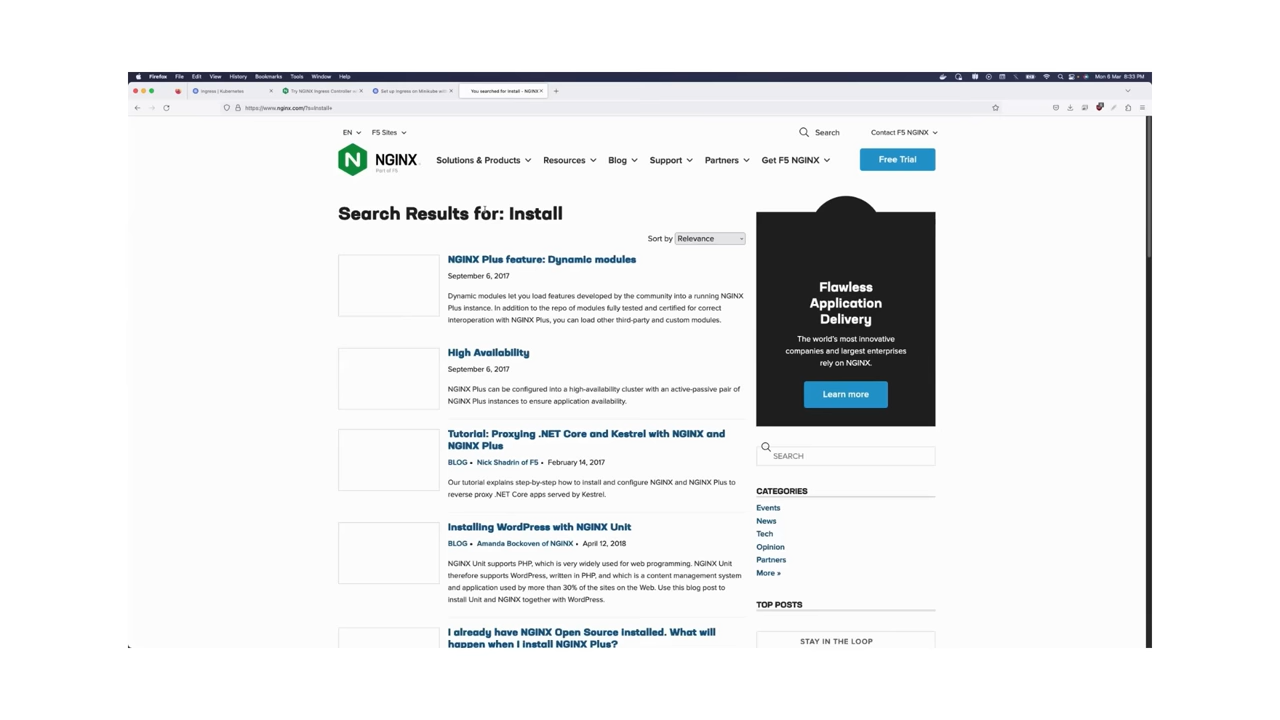 Firefox File Edit View History Bookmarks Tools Window Help
Mon 6 Mar 8:33 PM
Ingress | Kubernetes
Try NGINX Ingress Controller
Set up Ingress on Minikube
You searched for install - NGINX
https://www.nginx.com/?s=install+
EN F5 Sites Search Contact F5 NGINX
NGINX
Part of F5
Solutions & Products Resources Blog Support Partners Get F5 NGINX Free Trial
Search Results for: Install
Sort by Relevance
NGINX Plus feature: Dynamic modules
September 6, 2017
Dynamic modules let you load features developed by the community into a running NGINX
Plus instance. In addition to the repo of modules fully tested and certified for correct
interoperation with NGINX Plus, you can load other third-party and custom modules.
High Availability
September 6, 2017
NGINX Plus can be configured into a high-availability cluster with an active-passive pair of
NGINX Plus instances to ensure application availability.
Tutorial: Proxying .NET Core and Kestrel with NGINX and
NGINX Plus
BLOG • Nick Shadrin of F5 • February 14, 2017
Our tutorial explains step-by-step how to install and configure NGINX and NGINX Plus to
reverse proxy .NET Core apps served by Kestrel.
Installing WordPress with NGINX Unit
BLOG • Amanda Bockoven of NGINX • April 12, 2018
NGINX Unit supports PHP, which is very widely used for web programming. NGINX Unit
therefore supports WordPress, written in PHP, and which is a content management system
and application used by more than 30% of the sites on the Web. Use this blog post to
install Unit and NGINX together with WordPress.
I already have NGINX Open Source installed. What will
happen when I install NGINX Plus?
Flawless
Application
Delivery
The world's most innovative
companies and largest enterprises
rely on NGINX.
Learn more
SEARCH
CATEGORIES
Events
News
Tech
Opinion
Partners
More »
TOP POSTS
STAY IN THE LOOP